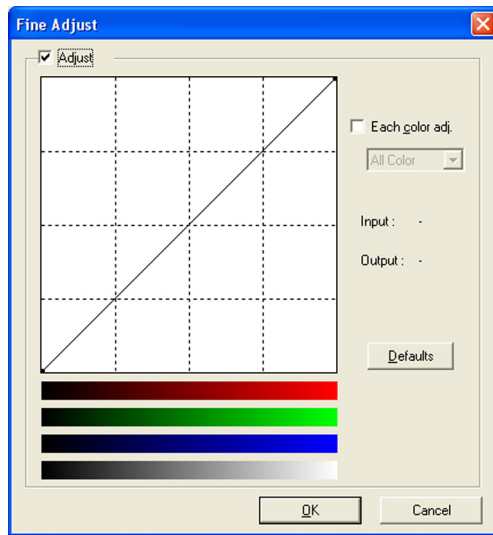 Fine Adjust
Adjust
Each color adj.
All Color
Input : -
Output : -
Defaults
OK
Cancel